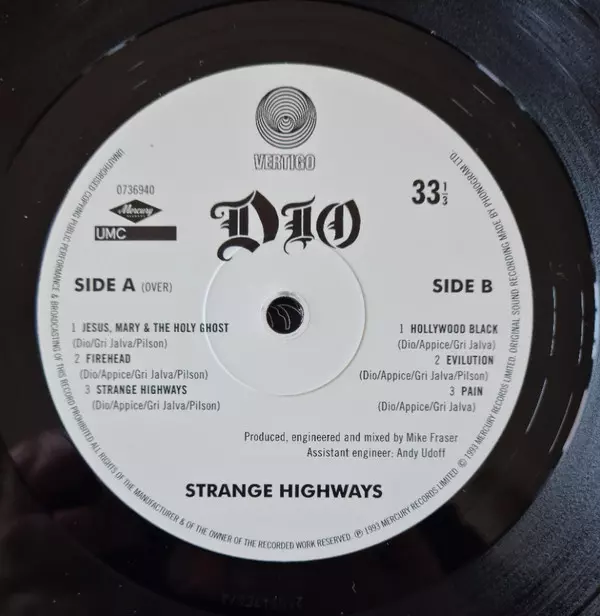 VERTIGO
0736940
Mercury
RECORDS
UMC
DIO
33 1/3
SIDE A (OVER)
1 JESUS, MARY & THE HOLY GHOST
(Dio/Appice/Gri Jalva/Pilson)
2 FIREHEAD
(Dio/Appice/Gri Jalva/Pilson)
3 STRANGE HIGHWAYS
(Dio/Appice/Gri Jalva/Pilson)
SIDE B
1 HOLLYWOOD BLACK
(Dio/Appice/Gri Jalva)
2 EVILUTION
(Dio/Appice/Gri Jalva/Pilson)
3 PAIN
(Dio/Appice/Gri Jalva)
Produced, engineered and mixed by Mike Fraser
Assistant engineer: Andy Udoff
STRANGE HIGHWAYS
UNAUTHORISED COPYING PUBLIC PERFORMANCE & BROADCASTING OF THIS RECORD PROHIBITED ALL RIGHTS OF THE MANUFACTURER & OF THE OWNER OF THE RECORDED WORK RESERVED. ℗ 1993 MERCURY RECORDS LIMITED. © 1993 MERCURY RECORDS LIMITED. ORIGINAL SOUND RECORDING MADE BY PHONOGRAM LTD.